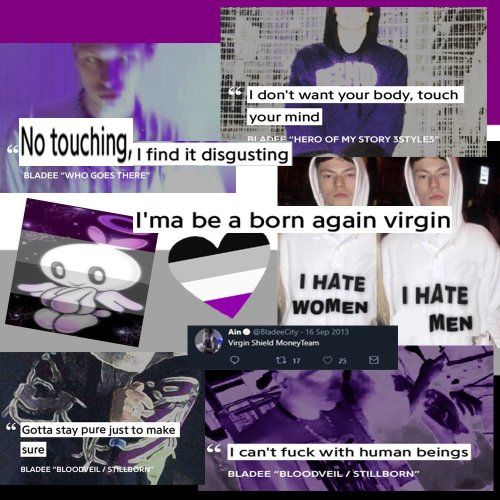 “ I don't want your body, touch
your mind
BLADEE “HERO OF MY STORY 3STYLE3”
“ No touching, I find it disgusting
BLADEE “WHO GOES THERE”
I'ma be a born again virgin
I HATE
WOMEN
I HATE
MEN
Ain @BladeeCity · 16 Sep 2013
Virgin Shield MoneyTeam
17 25
“ Gotta stay pure just to make
sure
BLADEE “BLOODVEIL / STILLBORN”
“ I can't fuck with human beings
BLADEE “BLOODVEIL / STILLBORN”